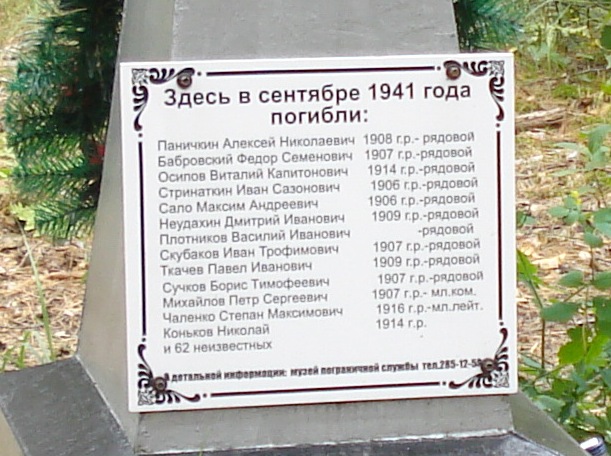 Здесь в сентябре 1941 года
погибли:
Паничкин Алексей Николаевич 1908 г.р.- рядовой
Бабровский Федор Семенович 1907 г.р.-рядовой
Осипов Виталий Капитонович 1914 г.р.-рядовой
Стринаткин Иван Сазонович 1906 г.р.-рядовой
Сало Максим Андреевич 1906 г.р.-рядовой
Неудахин Дмитрий Иванович 1909 г.р.-рядовой
Плотников Василий Иванович -рядовой
Скубаков Иван Трофимович 1907 г.р.-рядовой
Ткачев Павел Иванович 1909 г.р.-рядовой
Сучков Борис Тимофеевич 1907 г.р.-рядовой
Михайлов Петр Сергеевич 1907 г.р.- мл.ком.
Чаленко Степан Максимович 1916 г.р.-мл.лейт.
Коньков Николай 1914 г.р.
и 62 неизвестных
детальной информации: музей пограничной службы